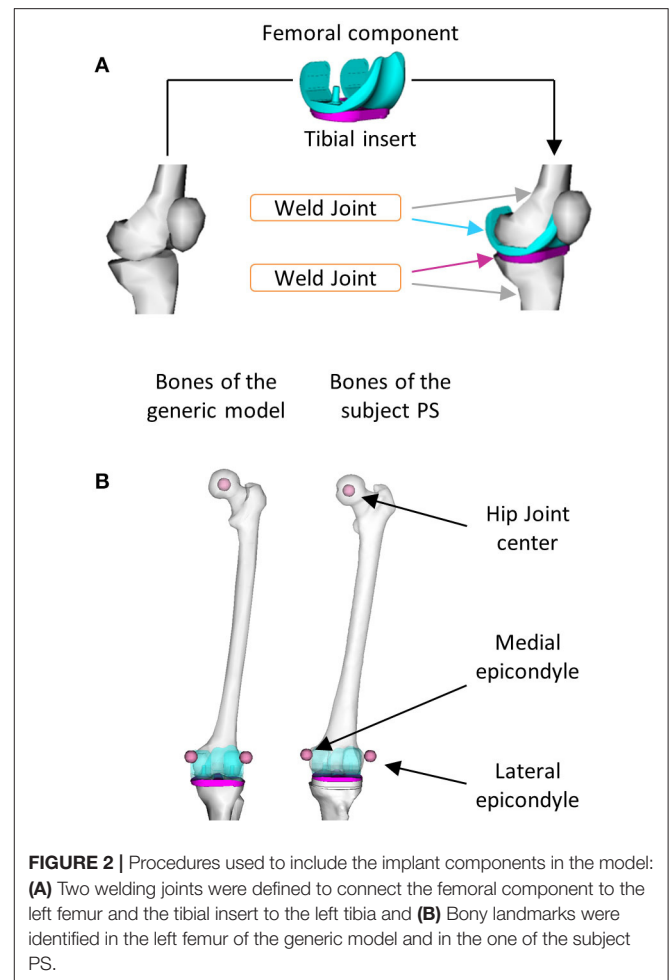 Femoral component
A
Tibial insert
Weld Joint
Weld Joint
Bones of the
generic model
Bones of the
subject PS
B
Hip Joint
center
Medial
epicondyle
Lateral
epicondyle
FIGURE 2 | Procedures used to include the implant components in the model:
(A) Two welding joints were defined to connect the femoral component to the
left femur and the tibial insert to the left tibia and (B) Bony landmarks were
identified in the left femur of the generic model and in the one of the subject
PS.